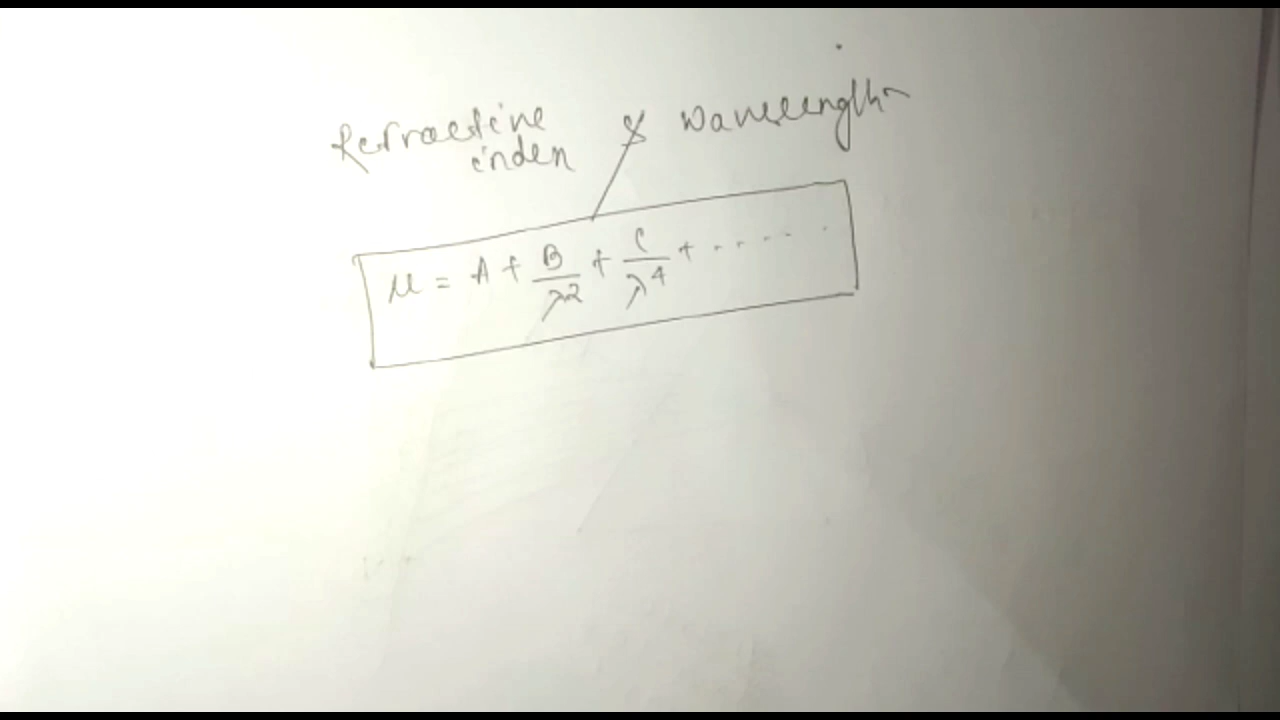 Refractive & wavelength
index
μ = A + B/λ² + C/λ⁴ + ......